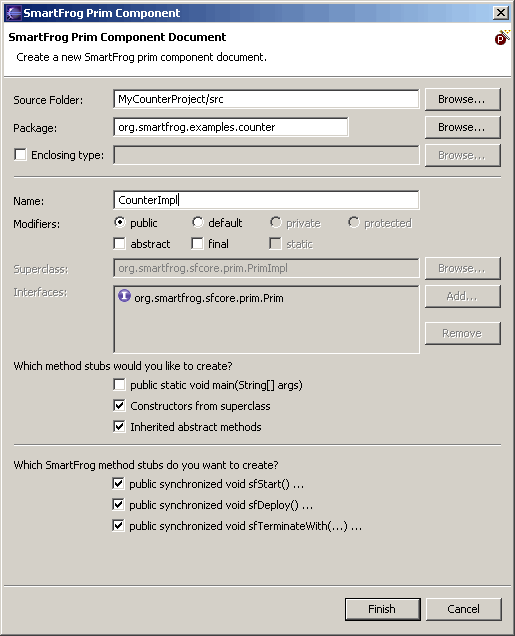 SmartFrog Prim Component
SmartFrog Prim Component Document
Create a new SmartFrog prim component document.
Source Folder: MyCounterProject/src Browse...
Package: org.smartfrog.examples.counter Browse...
Enclosing type: Browse...
Name: CounterImpl
Modifiers: public default private protected
abstract final static
Superclass: org.smartfrog.sfcore.prim.PrimImpl Browse...
Interfaces: org.smartfrog.sfcore.prim.Prim Add...
Remove
Which method stubs would you like to create?
public static void main(String[] args)
Constructors from superclass
Inherited abstract methods
Which SmartFrog method stubs do you want to create?
public synchronized void sfStart() ...
public synchronized void sfDeploy() ...
public synchronized void sfTerminateWith(...) ...
Finish Cancel